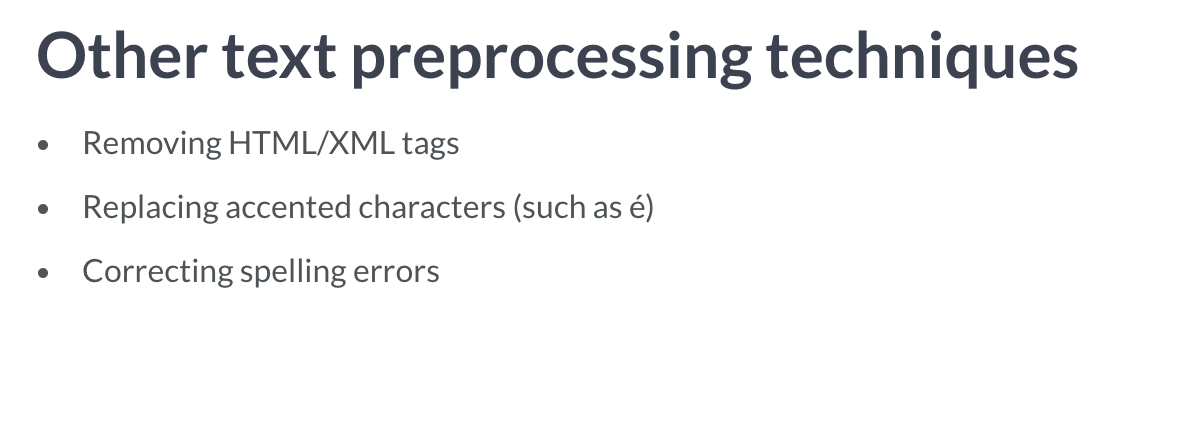 Other text preprocessing techniques
• Removing HTML/XML tags
• Replacing accented characters (such as é)
• Correcting spelling errors